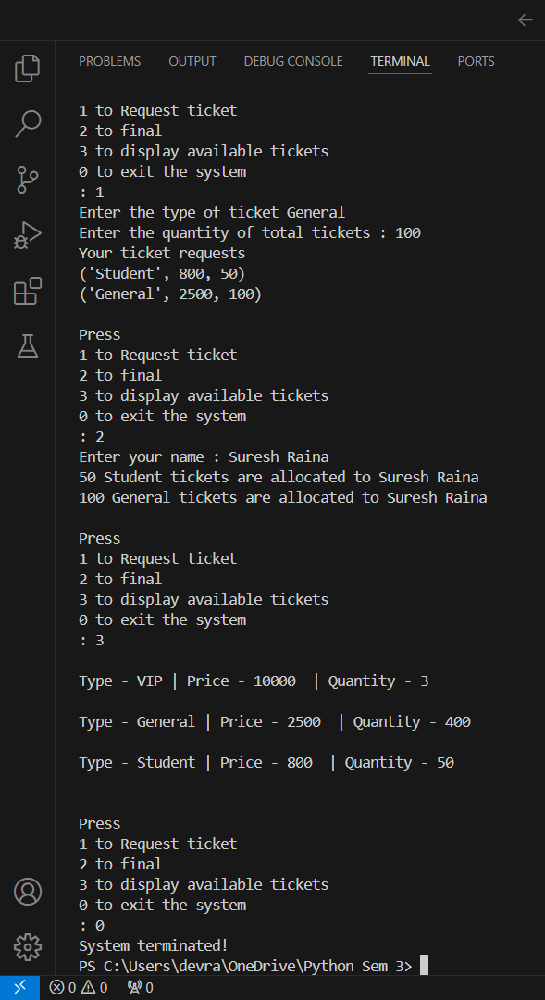 PROBLEMS OUTPUT DEBUG CONSOLE TERMINAL PORTS
1 to Request ticket
2 to final
3 to display available tickets
0 to exit the system
: 1
Enter the type of ticket General
Enter the quantity of total tickets : 100
Your ticket requests
('Student', 800, 50)
('General', 2500, 100)
Press
1 to Request ticket
2 to final
3 to display available tickets
0 to exit the system
: 2
Enter your name : Suresh Raina
50 Student tickets are allocated to Suresh Raina
100 General tickets are allocated to Suresh Raina
Press
1 to Request ticket
2 to final
3 to display available tickets
0 to exit the system
: 3
Type - VIP | Price - 10000  | Quantity - 3
Type - General | Price - 2500  | Quantity - 400
Type - Student | Price - 800  | Quantity - 50
Press
1 to Request ticket
2 to final
3 to display available tickets
0 to exit the system
: 0
System terminated!
PS C:\Users\devra\OneDrive\Python Sem 3>
0 0 0